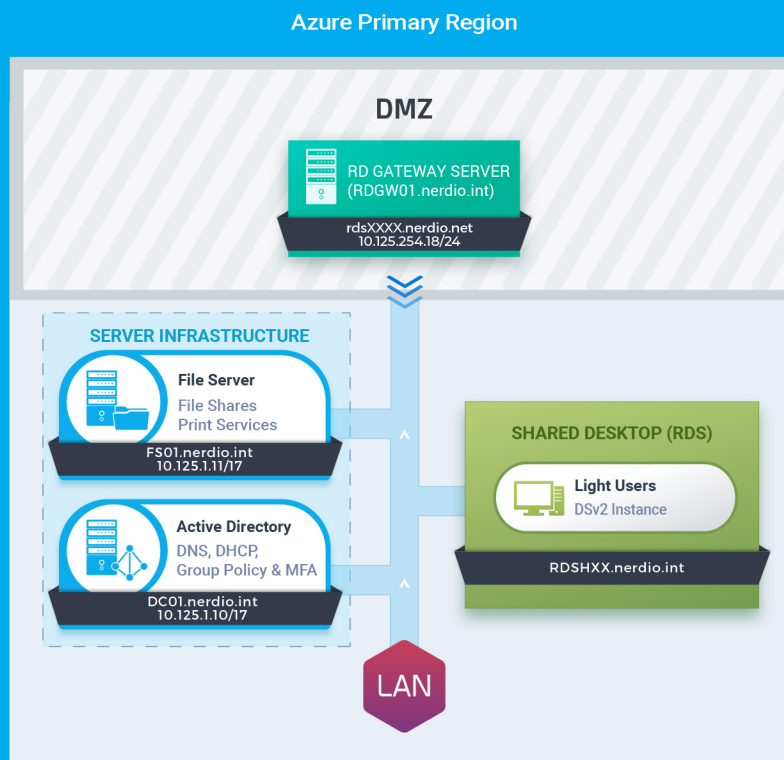 Azure Primary Region
DMZ
RD GATEWAY SERVER
(RDGW01.nerdio.int)
rdsXXXX.nerdio.net
10.125.254.18/24
SERVER INFRASTRUCTURE
File Server
File Shares
Print Services
FS01.nerdio.int
10.125.1.11/17
Active Directory
DNS, DHCP,
Group Policy & MFA
DC01.nerdio.int
10.125.1.10/17
SHARED DESKTOP (RDS)
Light Users
DSv2 Instance
RDSHXX.nerdio.int
LAN